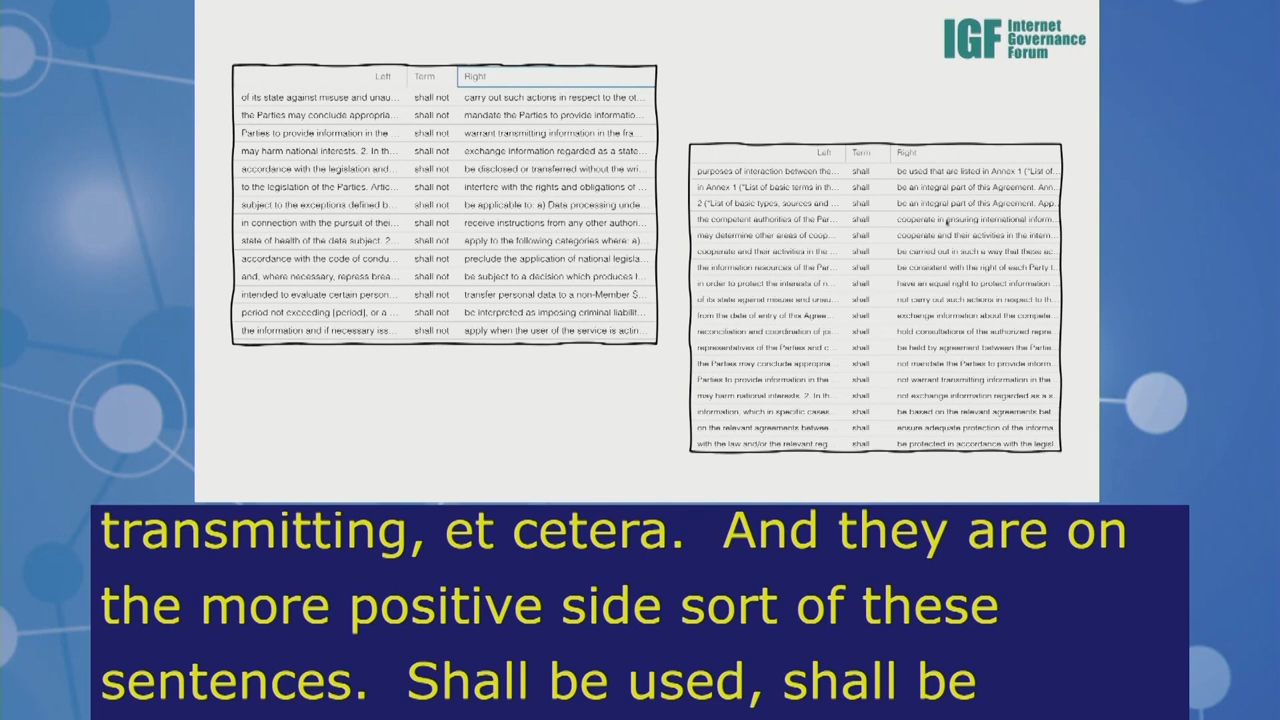 IGF Internet
Governance
Forum
Left Term Right
of its state against misuse and unau... shall not carry out such actions in respect to the ot...
the Parties may conclude appropria... shall not mandate the Parties to provide informatio...
Parties to provide information in the ... shall not warrant transmitting information in the fra...
may harm national interests. 2. In th... shall not exchange information regarded as a state...
accordance with the legislation and... shall not be disclosed or transferred without the wri...
to the legislation of the Parties. Artic... shall not interfere with the rights and obligations of ...
subject to the exceptions defined b... shall not be applicable to: a) Data processing unde...
in connection with the pursuit of thei... shall not receive instructions from any other authori...
state of health of the data subject. 2... shall not apply to the following categories where: a)...
accordance with the code of condu... shall not preclude the application of national legisla...
and, where necessary, repress brea... shall not be subject to a decision which produces l...
intended to evaluate certain person... shall not transfer personal data to a non-Member S...
period not exceeding [period], or a ... shall not be interpreted as imposing criminal liabilit...
the information and if necessary iss... shall not apply when the user of the service is actin...
Left Term Right
purposes of interaction between the... shall be used that are listed in Annex 1 ("List of...
in Annex 1 ("List of basic terms in th... shall be an integral part of this Agreement. Ann...
2 ("List of basic types, sources and ... shall be an integral part of this Agreement. App...
the competent authorities of the Par... shall cooperate in ensuring international inform...
may determine other areas of coop... shall cooperate and their activities in the intern...
cooperate and their activities in the ... shall be carried out in such a way that these ac...
the information resources of the Par... shall be consistent with the right of each Party t...
in order to protect the interests of n... shall have an equal right to protect information ...
of its state against misuse and unau... shall not carry out such actions in respect to th...
from the date of entry of this Agree... shall exchange information about the compete...
reconciliation and coordination of joi... shall hold consultations of the authorized repre...
representatives of the Parties and c... shall be held by agreement between the Partie...
the Parties may conclude appropria... shall not mandate the Parties to provide inform...
Parties to provide information in the ... shall not warrant transmitting information in the ...
may harm national interests. 2. In th... shall not exchange information regarded as a s...
information, which in specific cases... shall be based on the relevant agreements bet...
on the relevant agreements betwee... shall ensure adequate protection of the informa...
with the law and/or the relevant reg... shall be protected in accordance with the legisl...
transmitting, et cetera. And they are on
the more positive side sort of these
sentences. Shall be used, shall be